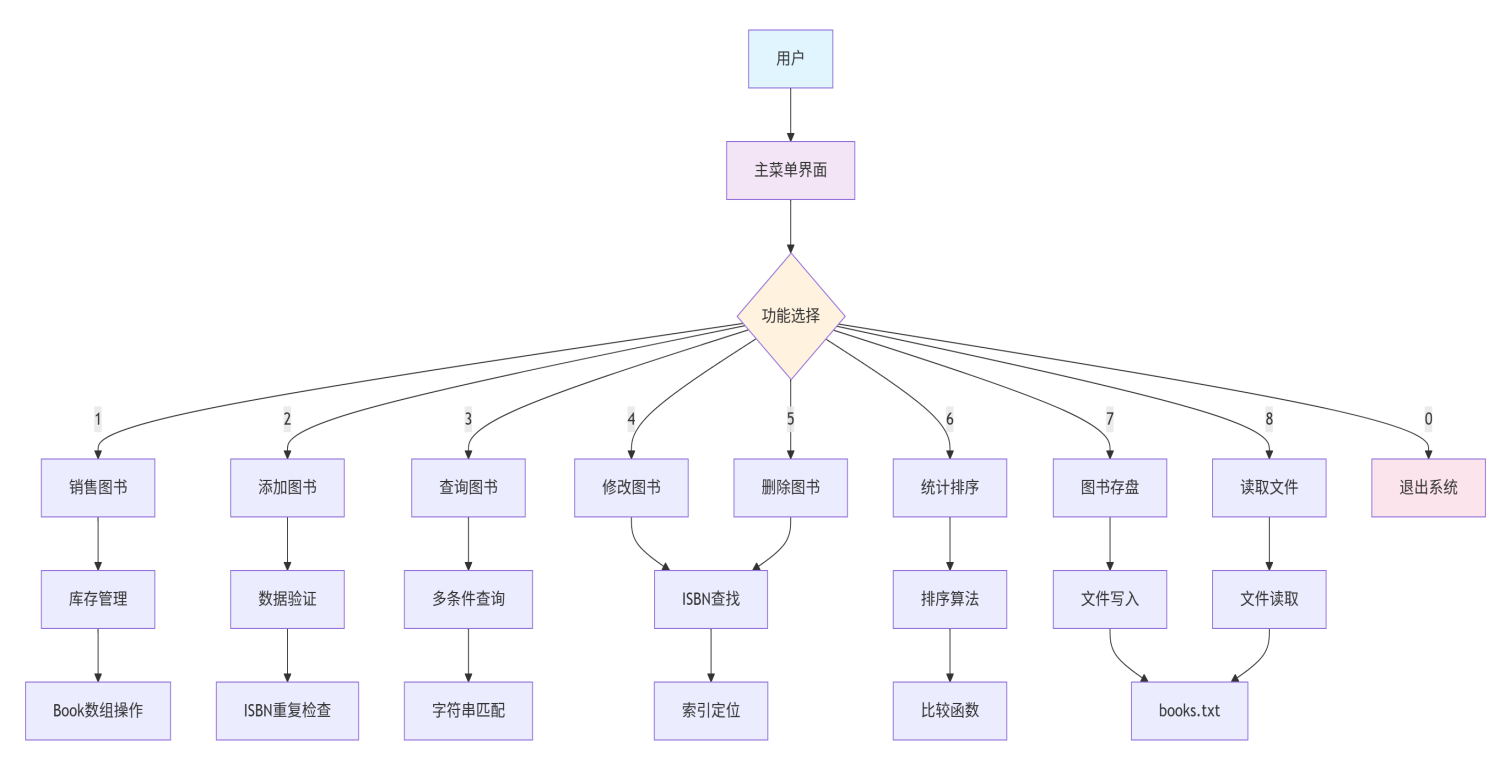 用户
主菜单界面
功能选择
1
2
3
4
5
6
7
8
0
销售图书
添加图书
查询图书
修改图书
删除图书
统计排序
图书存盘
读取文件
退出系统
库存管理
数据验证
多条件查询
ISBN查找
排序算法
文件写入
文件读取
Book数组操作
ISBN重复检查
字符串匹配
索引定位
比较函数
books.txt